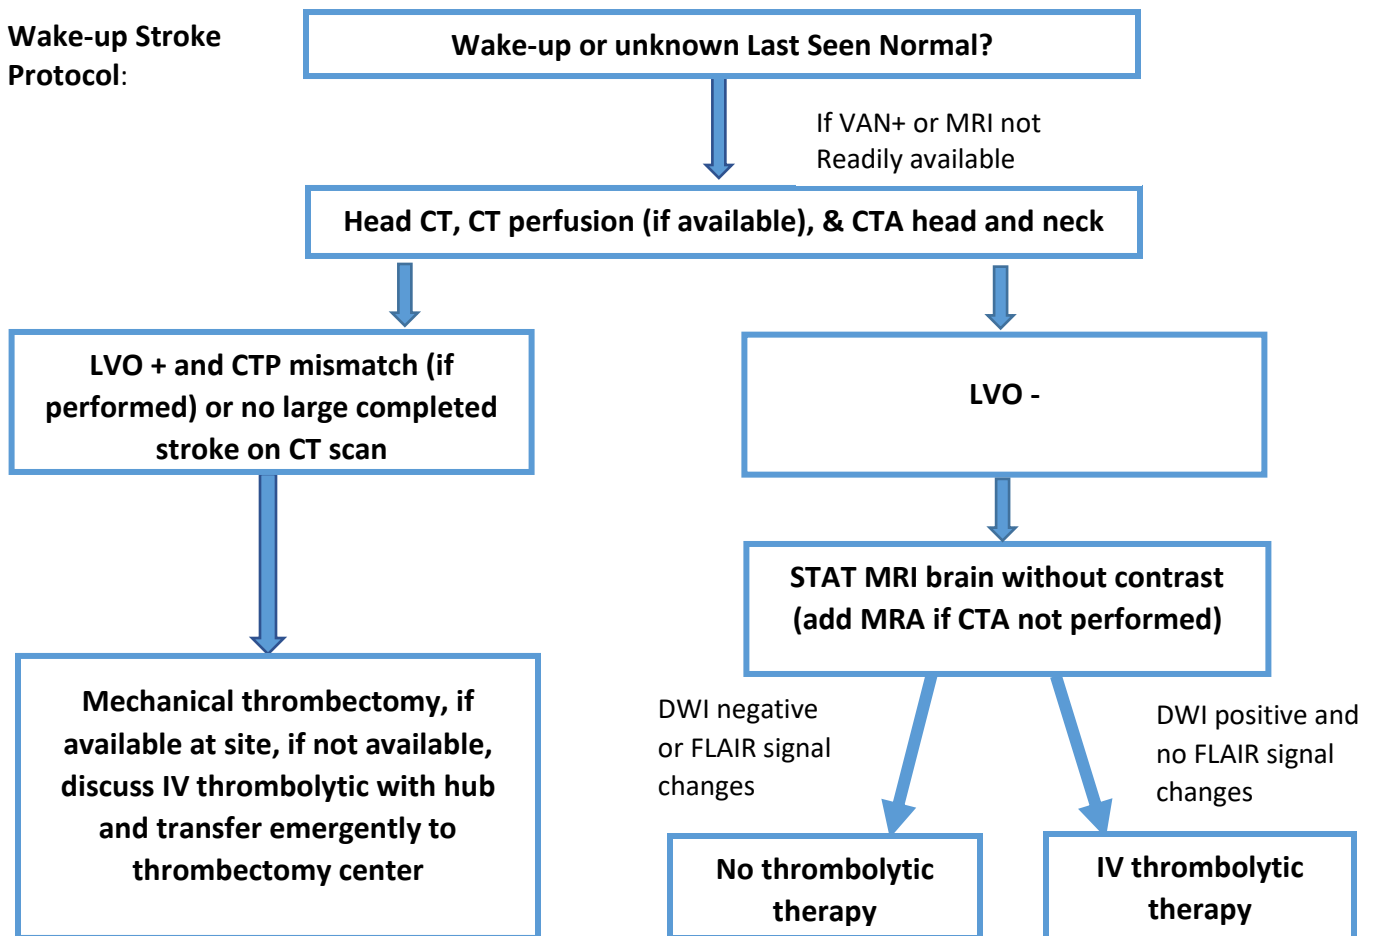 Wake-up Stroke
Protocol:
Wake-up or unknown Last Seen Normal?
If VAN+ or MRI not
Readily available
Head CT, CT perfusion (if available), & CTA head and neck
LVO + and CTP mismatch (if
performed) or no large completed
stroke on CT scan
LVO -
STAT MRI brain without contrast
(add MRA if CTA not performed)
Mechanical thrombectomy, if
available at site, if not available,
discuss IV thrombolytic with hub
and transfer emergently to
thrombectomy center
DWI negative
or FLAIR signal
changes
DWI positive and
no FLAIR signal
changes
No thrombolytic
therapy
IV thrombolytic
therapy